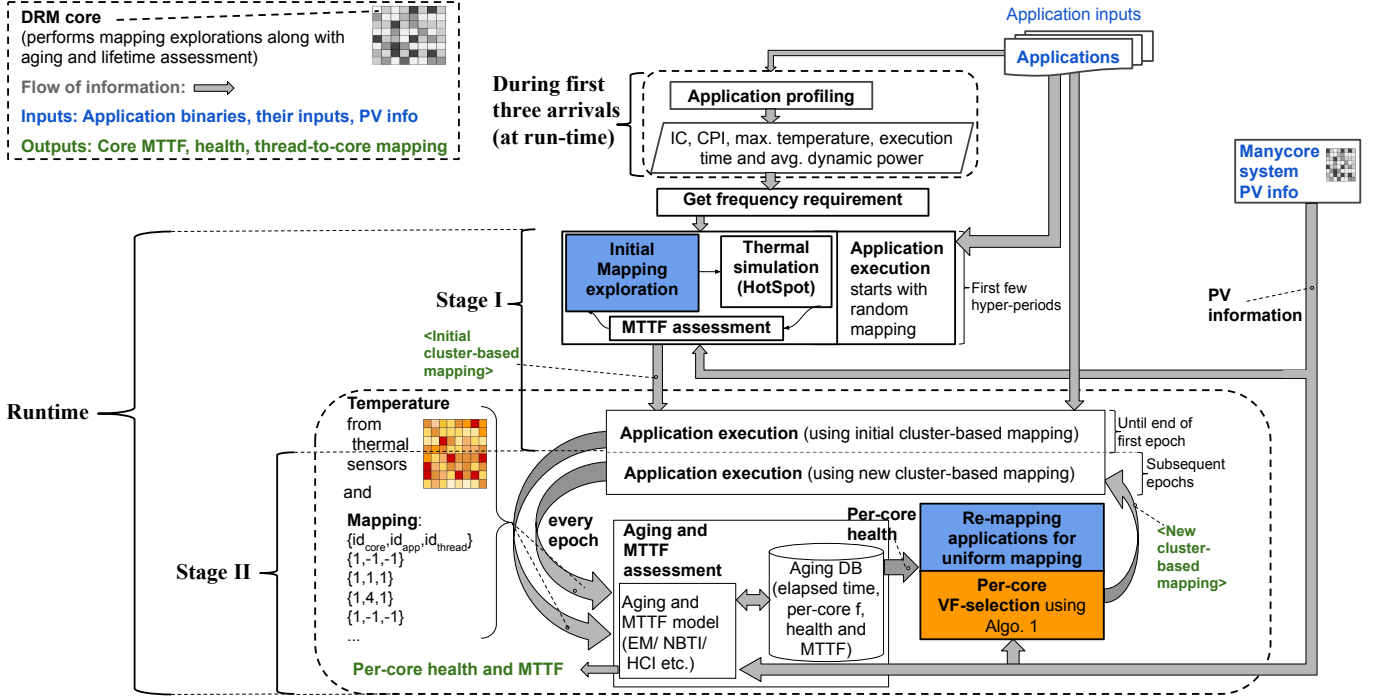 DRM core
(performs mapping explorations along with
aging and lifetime assessment)
Flow of information:
Inputs: Application binaries, their inputs, PV info
Outputs: Core MTTF, health, thread-to-core mapping
Application inputs
Applications
During first
three arrivals
(at run-time)
Application profiling
IC, CPI, max. temperature, execution
time and avg. dynamic power
Get frequency requirement
Manycore
system
PV info
Runtime
Stage I
Initial
Mapping
exploration
Thermal
simulation
(HotSpot)
MTTF assessment
Application
execution
starts with
random
mapping
First few
hyper-periods
PV
information
<Initial
cluster-based
mapping>
Temperature
from
thermal
sensors
and
Mapping:
{id_core,id_app,id_thread}
{1,-1,-1}
{1,1,1}
{1,4,1}
{1,-1,-1}
...
Application execution (using initial cluster-based mapping)
Until end of
first epoch
Application execution (using new cluster-based mapping)
Subsequent
epochs
Stage II
every
epoch
Aging and
MTTF
assessment
Aging and
MTTF model
(EM/ NBTI/
HCI etc.)
Aging DB
(elapsed time,
per-core f,
health and
MTTF)
Per-core
health
Re-mapping
applications for
uniform mapping
Per-core
VF-selection using
Algo. 1
<New
cluster-
based
mapping>
Per-core health and MTTF